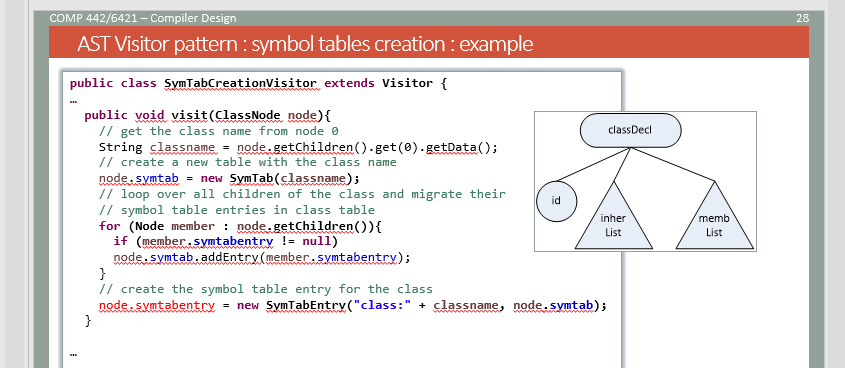 COMP 442/6421 – Compiler Design 28
AST Visitor pattern : symbol tables creation : example
public class SymTabCreationVisitor extends Visitor {
…
public void visit(ClassNode node){
// get the class name from node 0
String classname = node.getChildren().get(0).getData();
// create a new table with the class name
node.symtab = new SymTab(classname);
// loop over all children of the class and migrate their
// symbol table entries in class table
for (Node member : node.getChildren()){
if (member.symtabentry != null)
node.symtab.addEntry(member.symtabentry);
}
// create the symbol table entry for the class
node.symtabentry = new SymTabEntry("class:" + classname, node.symtab);
}
…
classDecl
id
inher
List
memb
List